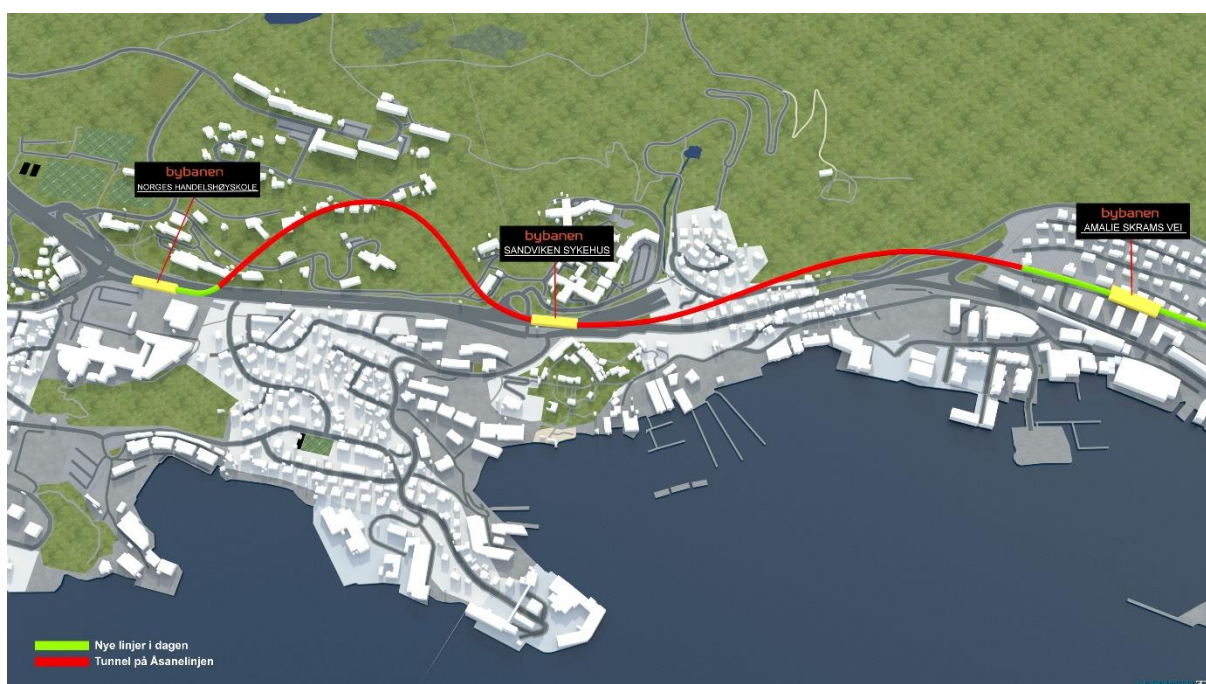 bybanen
NORGES HANDELSHØYSKOLE
bybanen
SANDVIKEN SYKEHUS
bybanen
AMALIE SKRAMS VEI
Nye linjer i dagen
Tunnel på Åsanelinjen